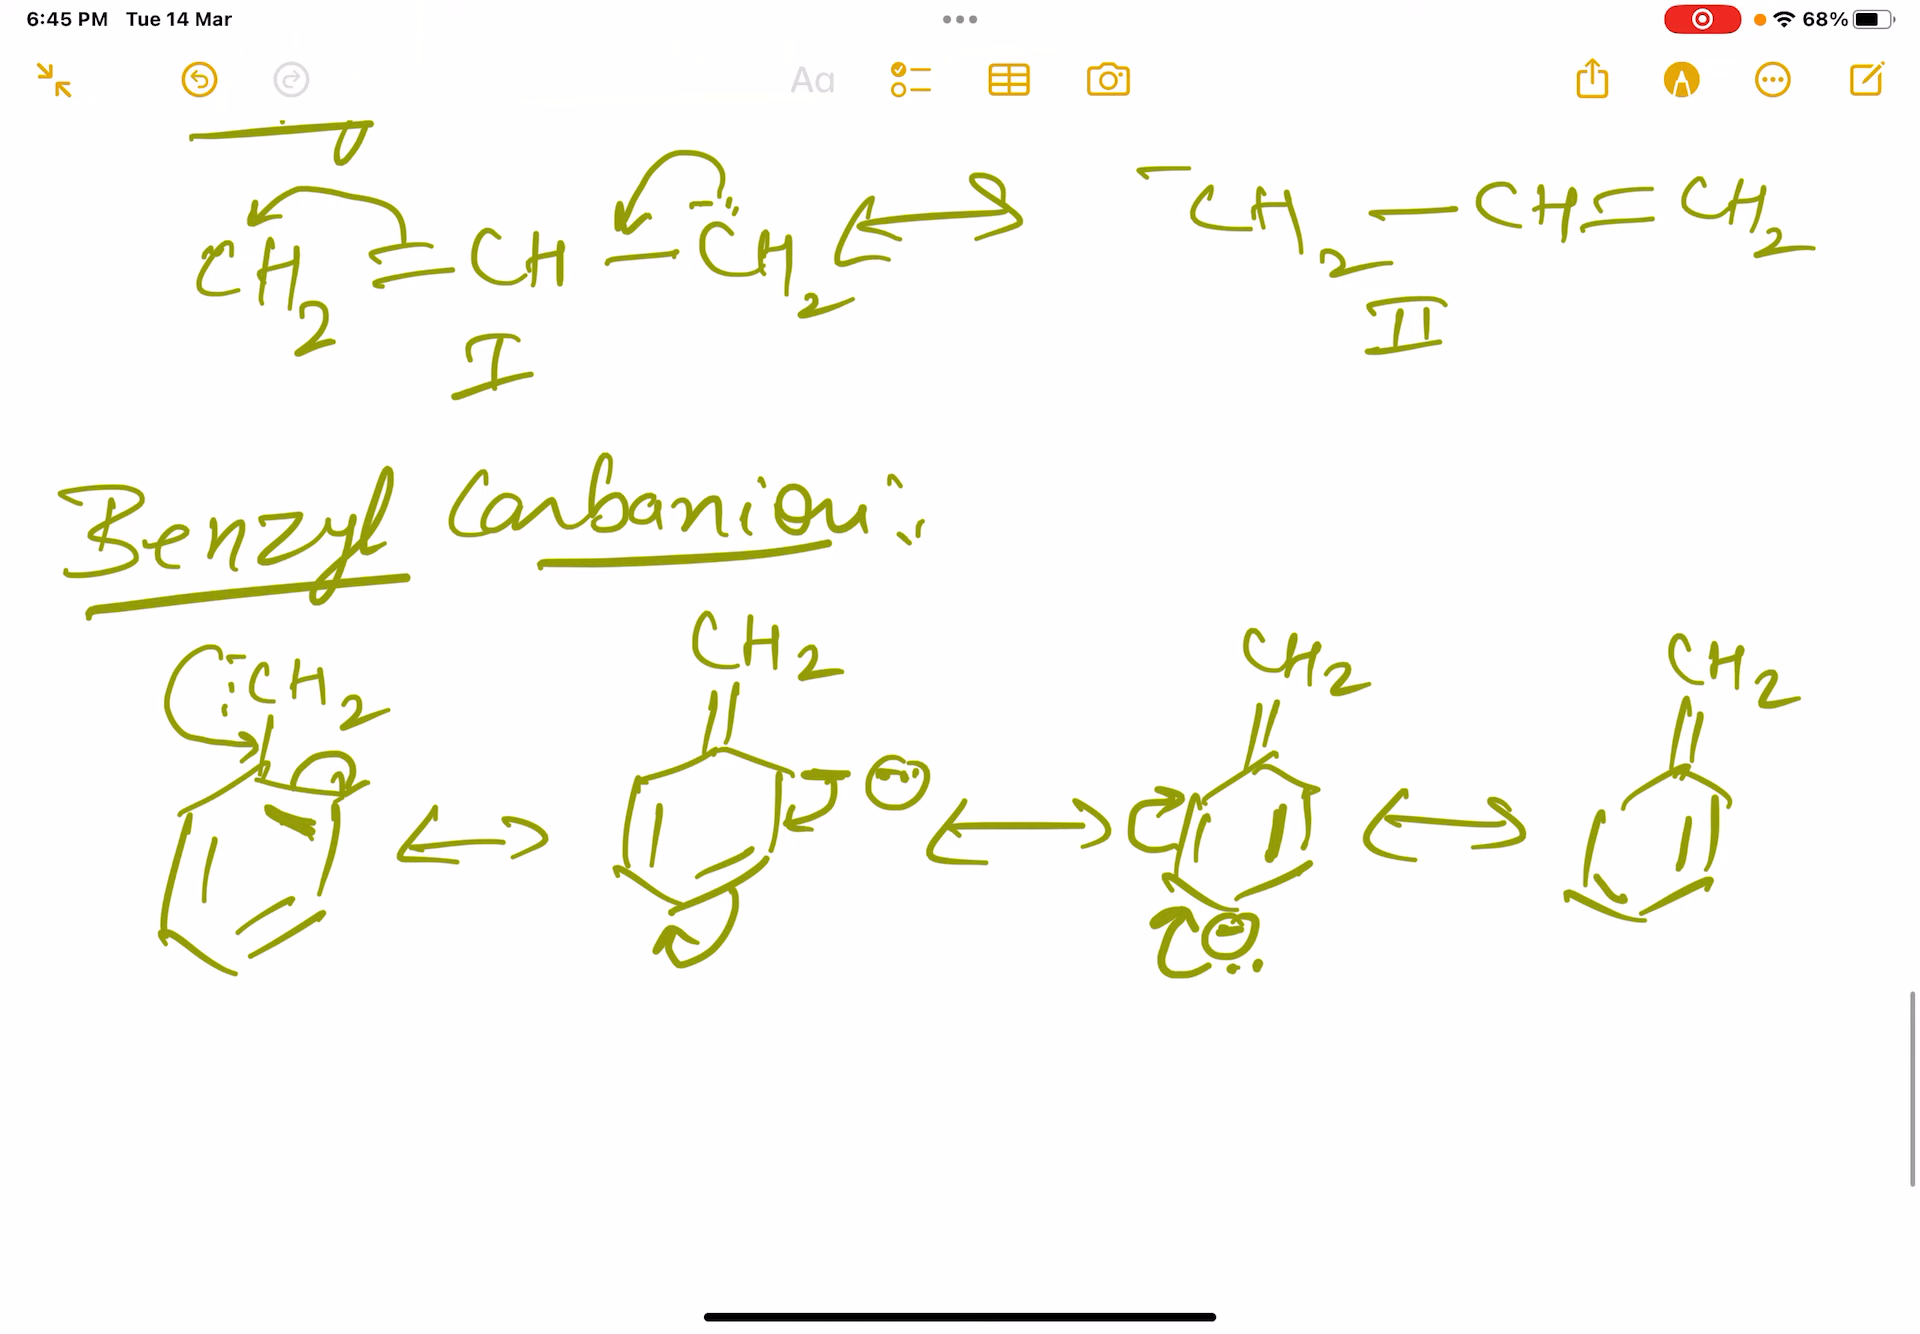 6:45 PM Tue 14 Mar
68%
Aa
CH2 = CH - C̄H2 ↔ ⁻CH2 - CH = CH2
I
II
Benzyl Carbanion:
:⁻CH2
CH2
CH2
CH2